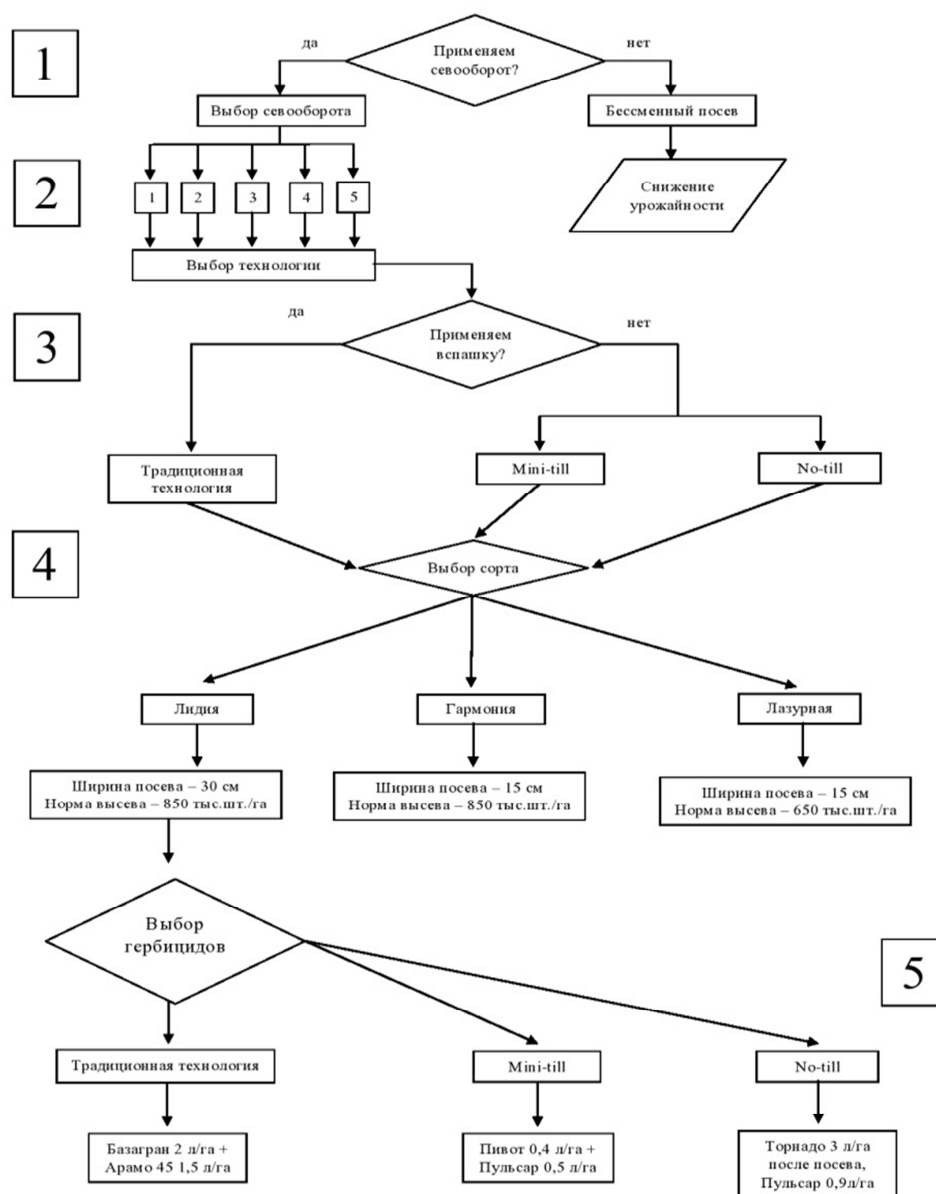 1
да
Применяем
севооборот?
нет
Выбор севооборота
Бессменный посев
2
1
2
3
4
5
Снижение
урожайности
Выбор технологии
3
да
Применяем
вспашку?
нет
Традиционная
технология
Mini-till
No-till
4
Выбор сорта
Лидия
Гармония
Лазурная
Ширина посева – 30 см
Норма высева – 850 тыс.шт./га
Ширина посева – 15 см
Норма высева – 850 тыс.шт./га
Ширина посева – 15 см
Норма высева – 650 тыс.шт./га
Выбор
гербицидов
5
Традиционная технология
Mini-till
No-till
Базагран 2 л/га +
Арамо 45 1,5 л/га
Пивот 0,4 л/га +
Пульсар 0,5 л/га
Торнадо 3 л/га
после посева,
Пульсар 0,9л/га